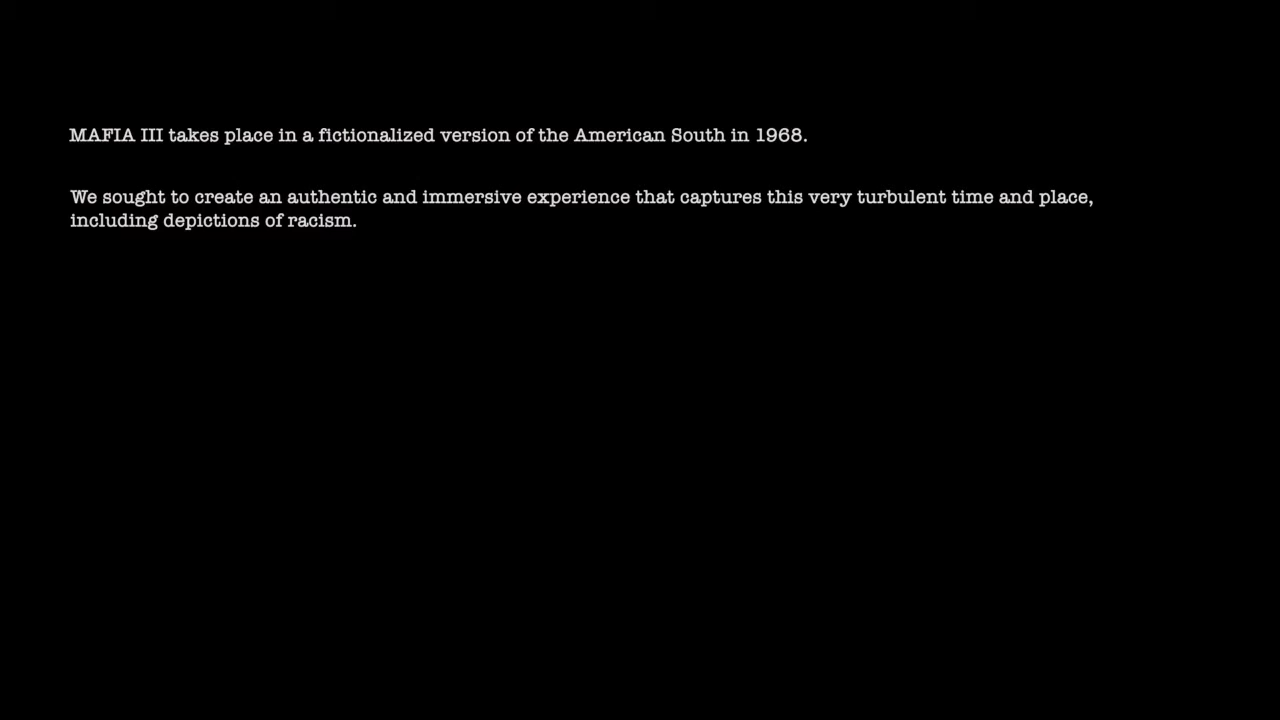 MAFIA III takes place in a fictionalized version of the American South in 1968.
We sought to create an authentic and immersive experience that captures this very turbulent time and place,
including depictions of racism.